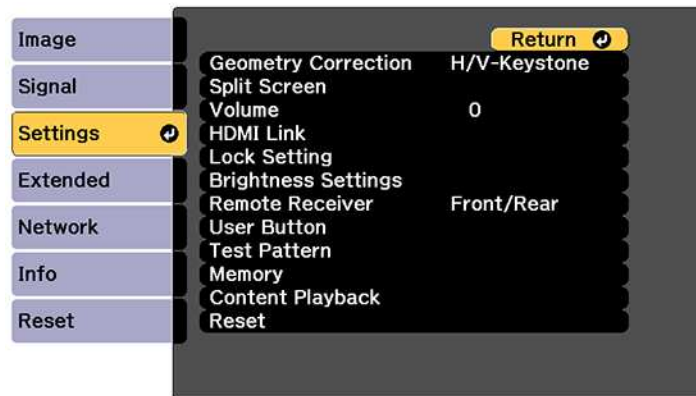 Image
Signal
Settings
Extended
Network
Info
Reset
Return
Geometry Correction H/V-Keystone
Split Screen
Volume 0
HDMI Link
Lock Setting
Brightness Settings
Remote Receiver Front/Rear
User Button
Test Pattern
Memory
Content Playback
Reset